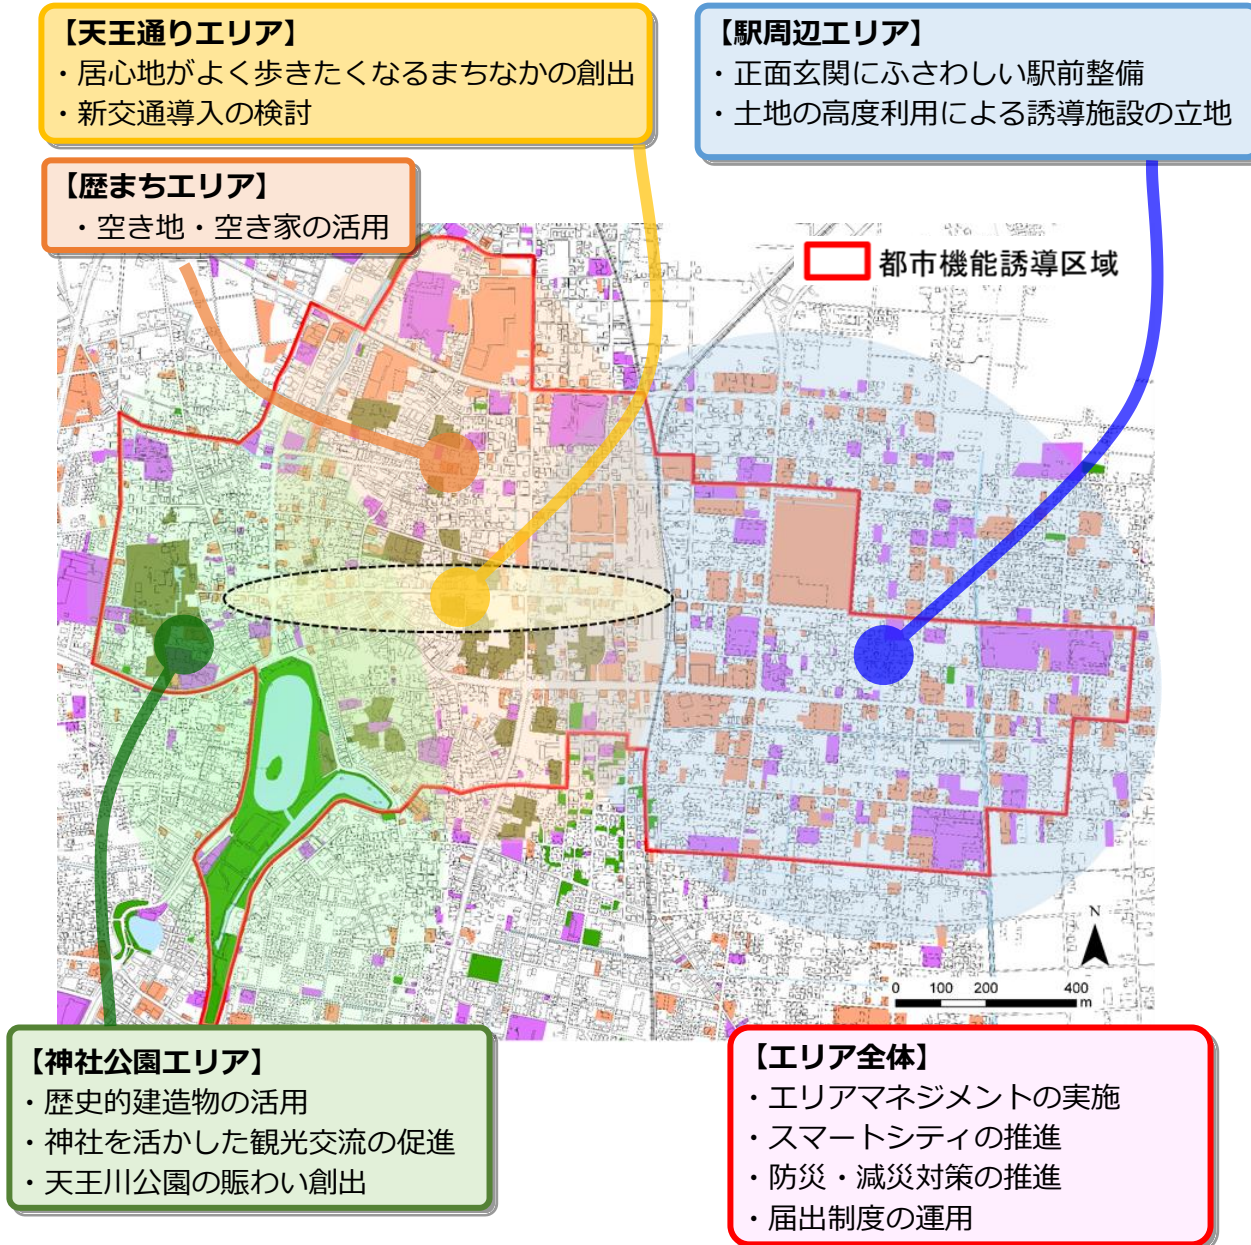 【天王通りエリア】
・居心地がよく歩きたくなるまちなかの創出
・新交通導入の検討
【駅周辺エリア】
・正面玄関にふさわしい駅前整備
・土地の高度利用による誘導施設の立地
【歴まちエリア】
・空き地・空き家の活用
都市機能誘導区域
N
0 100 200 400
m
【神社公園エリア】
・歴史的建造物の活用
・神社を活かした観光交流の促進
・天王川公園の賑わい創出
【エリア全体】
・エリアマネジメントの実施
・スマートシティの推進
・防災・減災対策の推進
・届出制度の運用